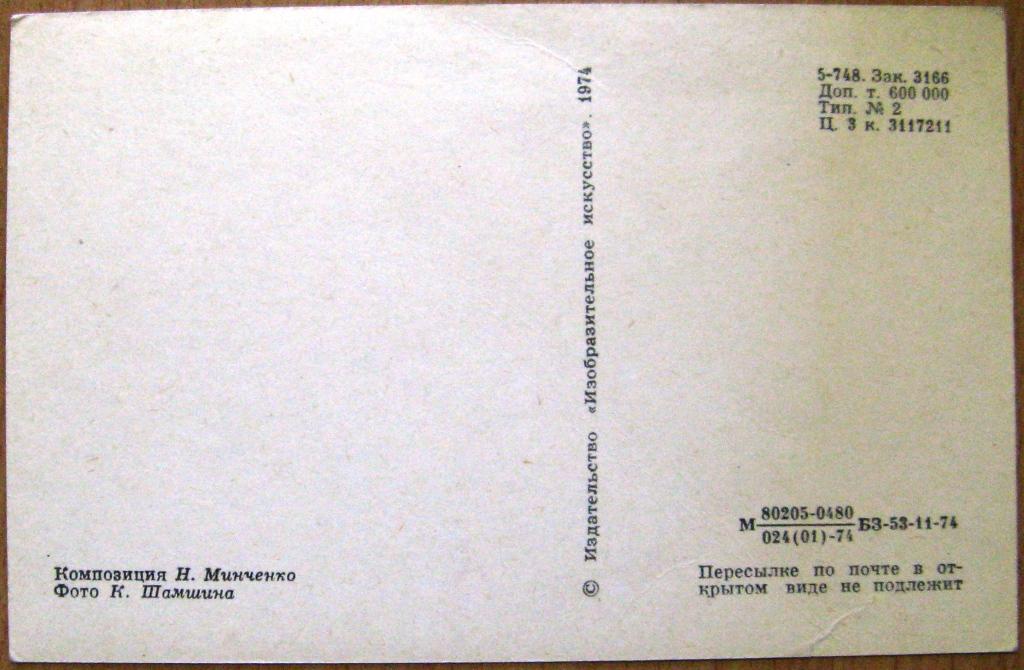 5-748. Зак. 3166
Доп. т. 600 000
Тип. № 2
Ц. 3 к. 3117211
© Издательство «Изобразительное искусство». 1974
80205-0480
М
БЗ-53-11-74
024(01)-74
Композиция Н. Минченко
Фото К. Шамшина
Пересылке по почте в от-
крытом виде не подлежит